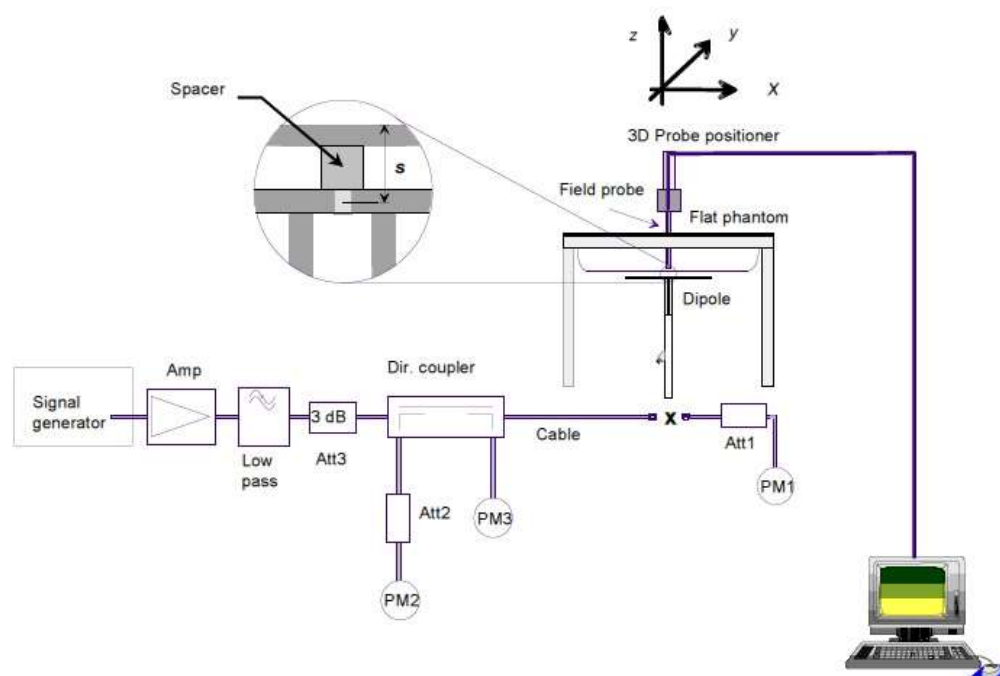 z
y
X
Spacer
s
3D Probe positioner
Field probe
Flat phantom
Dipole
Signal
generator
Amp
Low
pass
3 dB
Att3
Dir. coupler
Cable
x
Att1
PM1
Att2
PM3
PM2